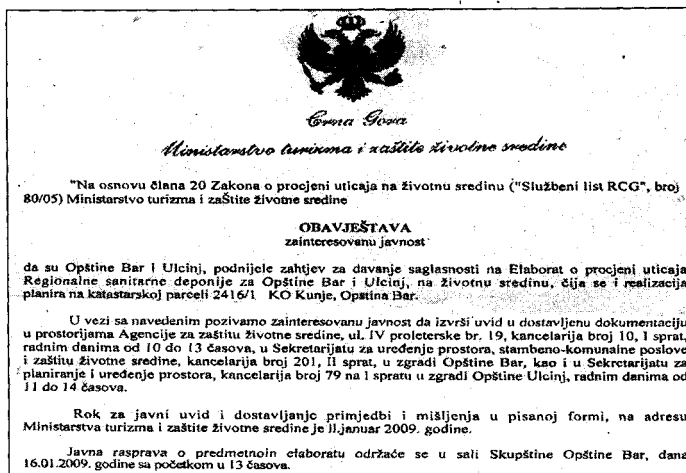 Crna Gora
Ministarstvo turizma i zaštite životne sredine
"Na osnovu člana 20 Zakona o procjeni uticaja na životnu sredinu ("Službeni list RCG", broj
80/05) Ministarstvo turizma i zaŠtite životne sredine
OBAVJEŠTAVA
zainteresovanu javnost
da su Opštine Bar i Ulcinj, podnijele zahtjev za davanje saglasnosti na Elaborat o procjeni uticaja
Regionalne sanitarne deponije za Opštine Bar i Ulcinj, na životnu sredinu, čija se i realizacija
planira na katastarskoj parceli 2416/1 KO Kunje, Opština Bar.
U vezi sa navedenim pozivamo zainteresovanu javnost da izvrši uvid u dostavljenu dokumentaciju
u prostorijama Agencije za zaštitu životne sredine, ul. IV proleterske br. 19, kancelarija broj 10, I sprat,
radnim danima od 10 do 13 časova, u Sekretarijatu za uređenje prostora, stambeno-komunalne poslove
i zaštitu životne sredine, kancelarija broj 201, II sprat, u zgradi Opštine Bar, kao i u Sekretarijatu za
planiranje i uređenje prostora, kancelarija broj 79 na I spratu u zgradi Opštine Ulcinj, radnim danima od
11 do 14 časova.
Rok za javni uvid i dostavljanje primjedbi i mišljenja u pisanoj formi, na adresu
Ministarstva turizma i zaštite životne sredine je 11.januar 2009. godine.
Javna rasprava o predmetnom elaboratu održaće se u sali Skupštine Opštine Bar, dana
16.01.2009. godine sa početkom u 13 časova.